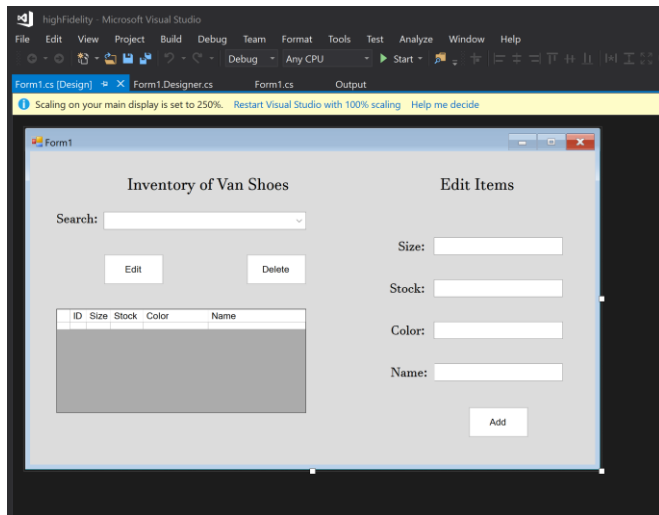 highFidelity - Microsoft Visual Studio
File Edit View Project Build Debug Team Format Tools Test Analyze Window Help
Debug Any CPU Start
Form1.cs [Design] Form1.Designer.cs Form1.cs Output
Scaling on your main display is set to 250%. Restart Visual Studio with 100% scaling Help me decide
Form1
Inventory of Van Shoes
Edit Items
Search:
Size:
Edit Delete
Stock:
ID Size Stock Color Name
Color:
Name:
Add